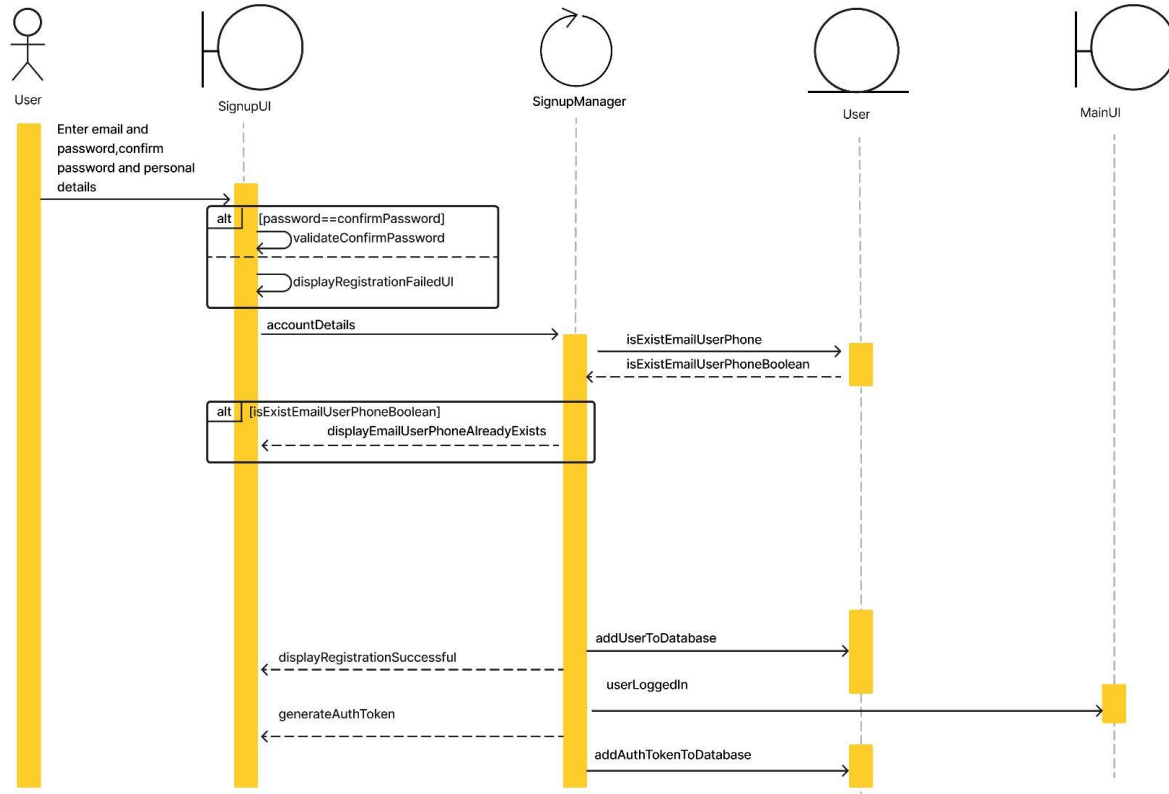 User
SignupUI
SignupManager
User
MainUI
Enter email and
password,confirm
password and personal
details
alt
[password==confirmPassword]
validateConfirmPassword
displayRegistrationFailedUI
accountDetails
isExistEmailUserPhone
isExistEmailUserPhoneBoolean
alt
[isExistEmailUserPhoneBoolean]
displayEmailUserPhoneAlreadyExists
addUserToDatabase
displayRegistrationSuccessful
userLoggedIn
generateAuthToken
addAuthTokenToDatabase